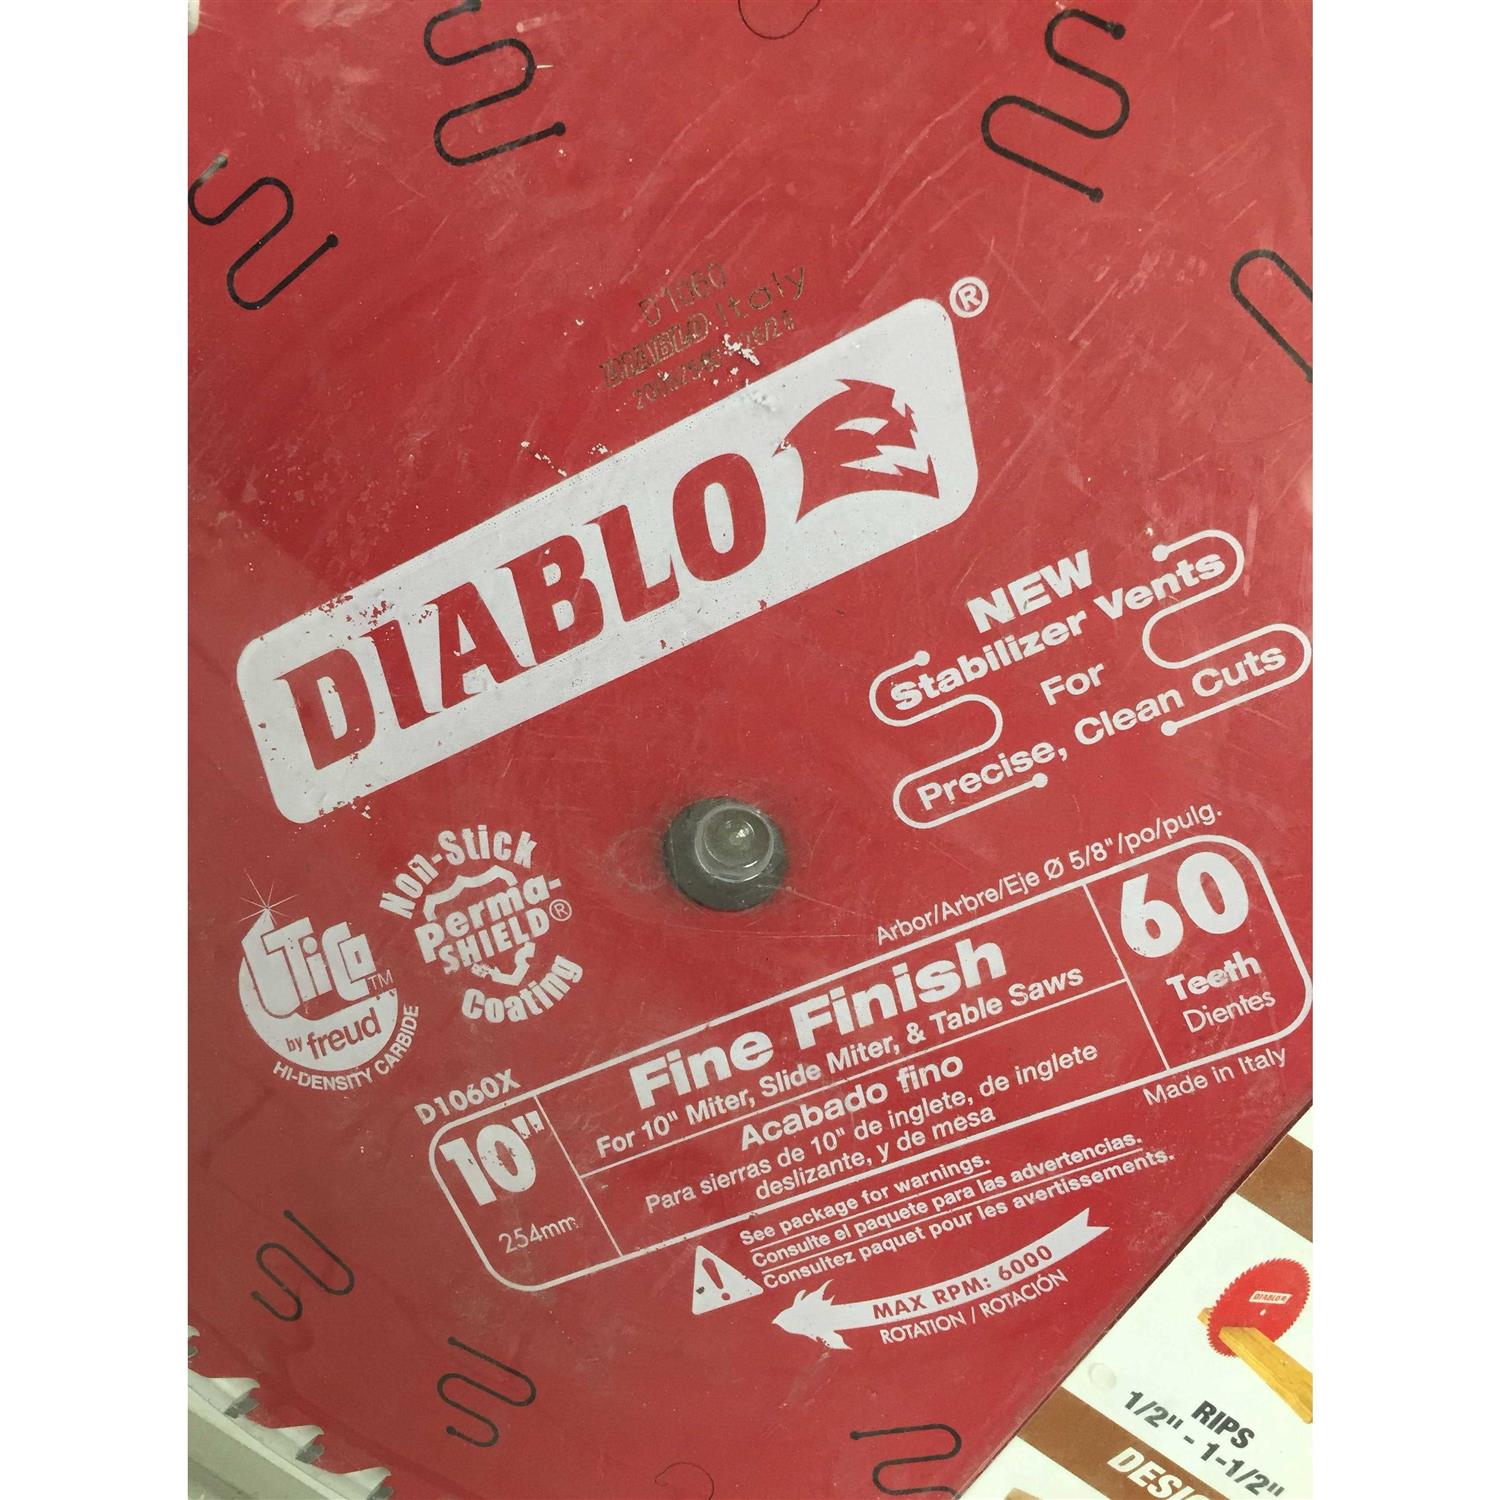 D1060
DIABLO Italy
DIABLO
®
NEW
Stabilizer Vents
For
Precise, Clean Cuts
Non-Stick
Perma-
SHIELD®
Coating
TiCo™
by freud
HI-DENSITY CARBIDE
Arbor/Arbre/Eje Ø 5/8"/po/pulg.
D1060X
10"
254mm
Fine Finish
For 10" Miter, Slide Miter, & Table Saws
Acabado fino
Para sierras de 10" de inglete, de inglete
deslizante, y de mesa
60
Teeth
Dientes
Made in Italy
See package for warnings.
Consulte el paquete para las advertencias.
Consultez paquet pour les avertissements.
MAX RPM: 6000
ROTATION / ROTACIÓN
DIABLO
RIPS
1/2" - 1-1/2"